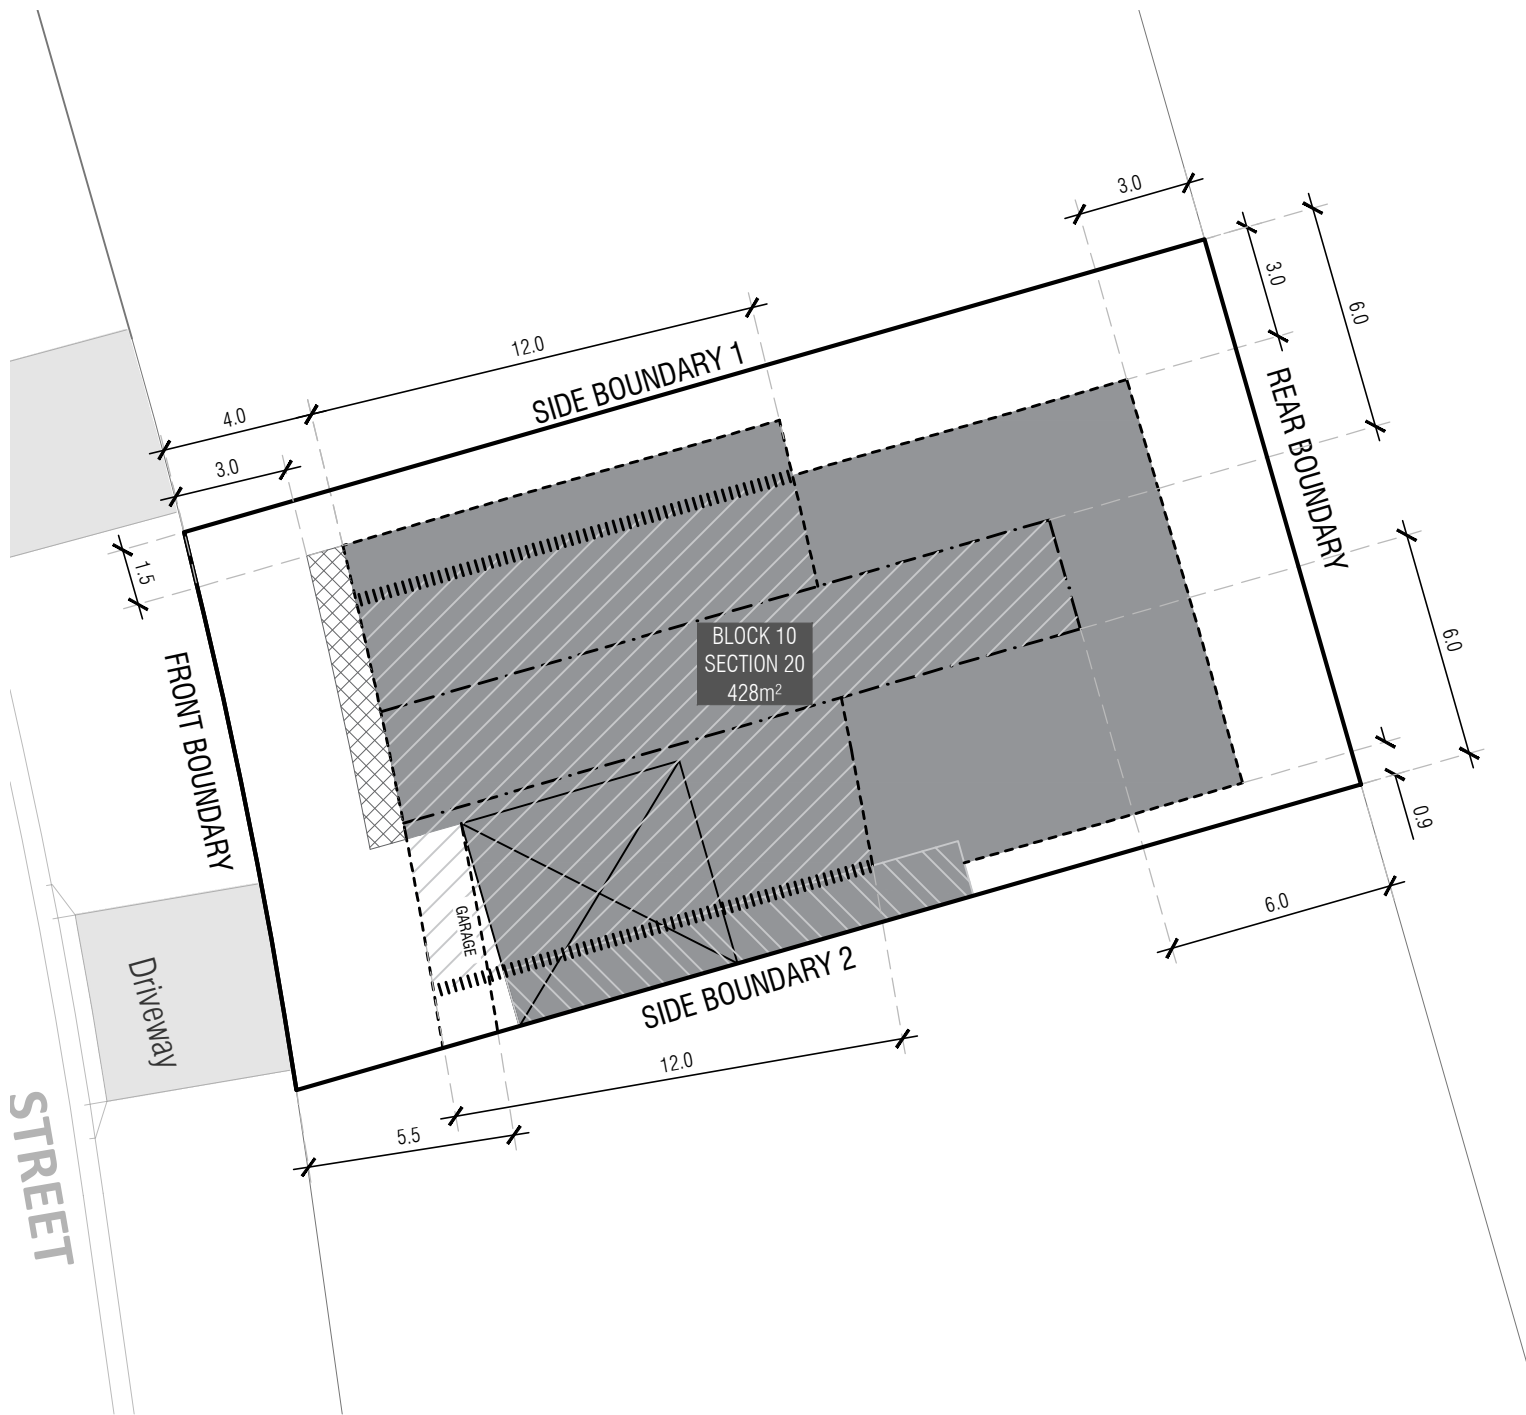 3.0
3.0
6.0
12.0
SIDE BOUNDARY 1
4.0
3.0
REAR BOUNDARY
1.5
BLOCK 10
SECTION 20
428m²
6.0
FRONT BOUNDARY
0.9
GARAGE
6.0
Driveway
SIDE BOUNDARY 2
12.0
5.5
STREET